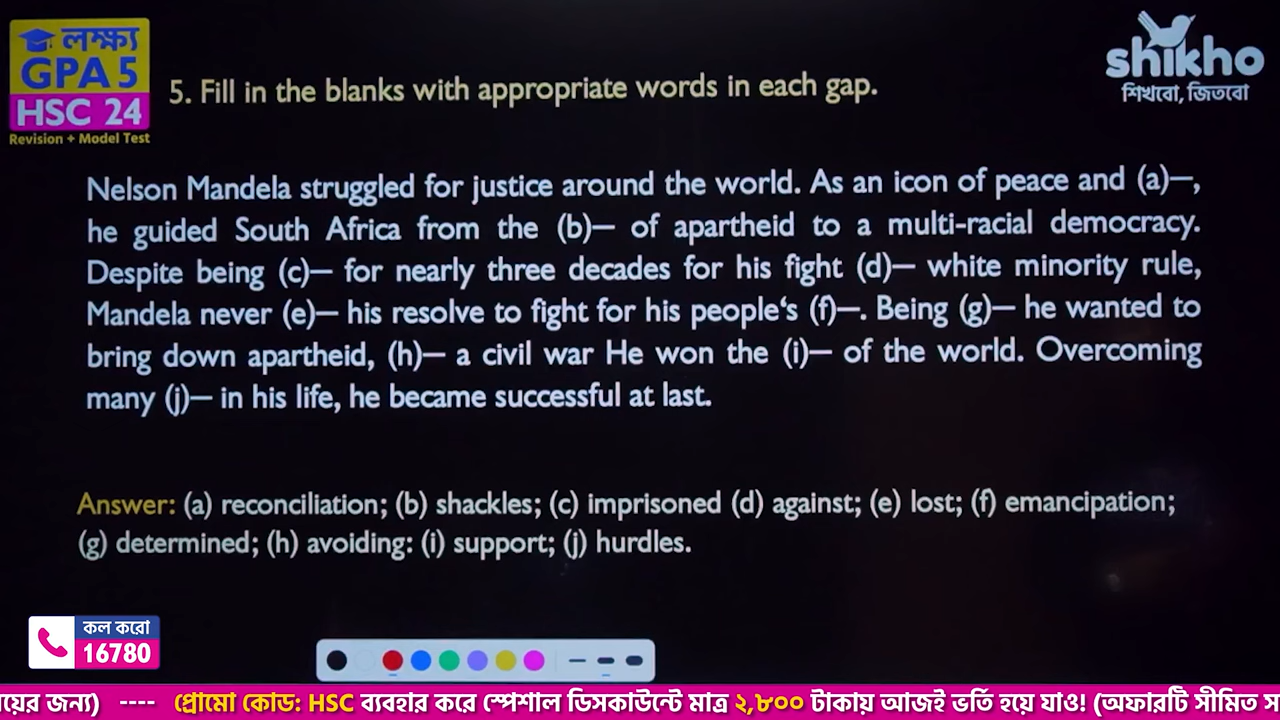 লক্ষ্য
GPA 5
HSC 24
Revision + Model Test
shikho
শিখবো, জিতবো
5. Fill in the blanks with appropriate words in each gap.
Nelson Mandela struggled for justice around the world. As an icon of peace and (a)—,
he guided South Africa from the (b)— of apartheid to a multi-racial democracy.
Despite being (c)— for nearly three decades for his fight (d)— white minority rule,
Mandela never (e)— his resolve to fight for his people‘s (f)—. Being (g)— he wanted to
bring down apartheid, (h)— a civil war He won the (i)— of the world. Overcoming
many (j)— in his life, he became successful at last.
Answer: (a) reconciliation; (b) shackles; (c) imprisoned (d) against; (e) lost; (f) emancipation;
(g) determined; (h) avoiding: (i) support; (j) hurdles.
কল করো
16780
য়ের জন্য) ---- প্রোমো কোড: HSC ব্যবহার করে স্পেশাল ডিসকাউন্টে মাত্র ২,৮০০ টাকায় আজই ভর্তি হয়ে যাও! (অফারটি সীমিত স